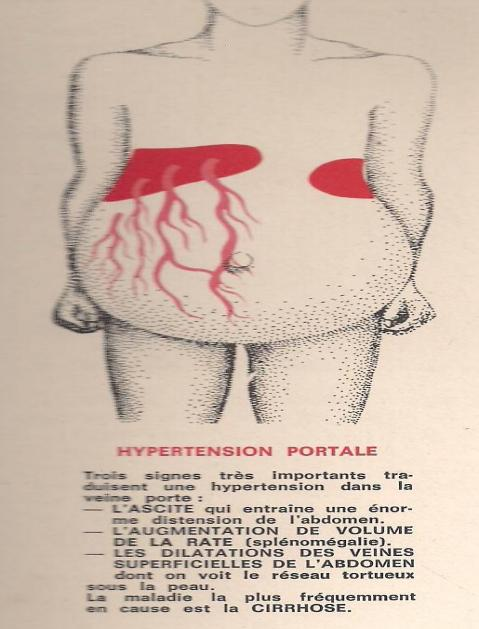 HYPERTENSION PORTALE
Trois signes très importants tra-
duisent une hypertension dans la
veine porte :
— L'ASCITE qui entraîne une énor-
me distension de l'abdomen.
— L'AUGMENTATION DE VOLUME
DE LA RATE (splénomégalie).
— LES DILATATIONS DES VEINES
SUPERFICIELLES DE L'ABDOMEN
dont on voit le réseau tortueux
sous la peau.
La maladie la plus fréquemment
en cause est la CIRRHOSE.